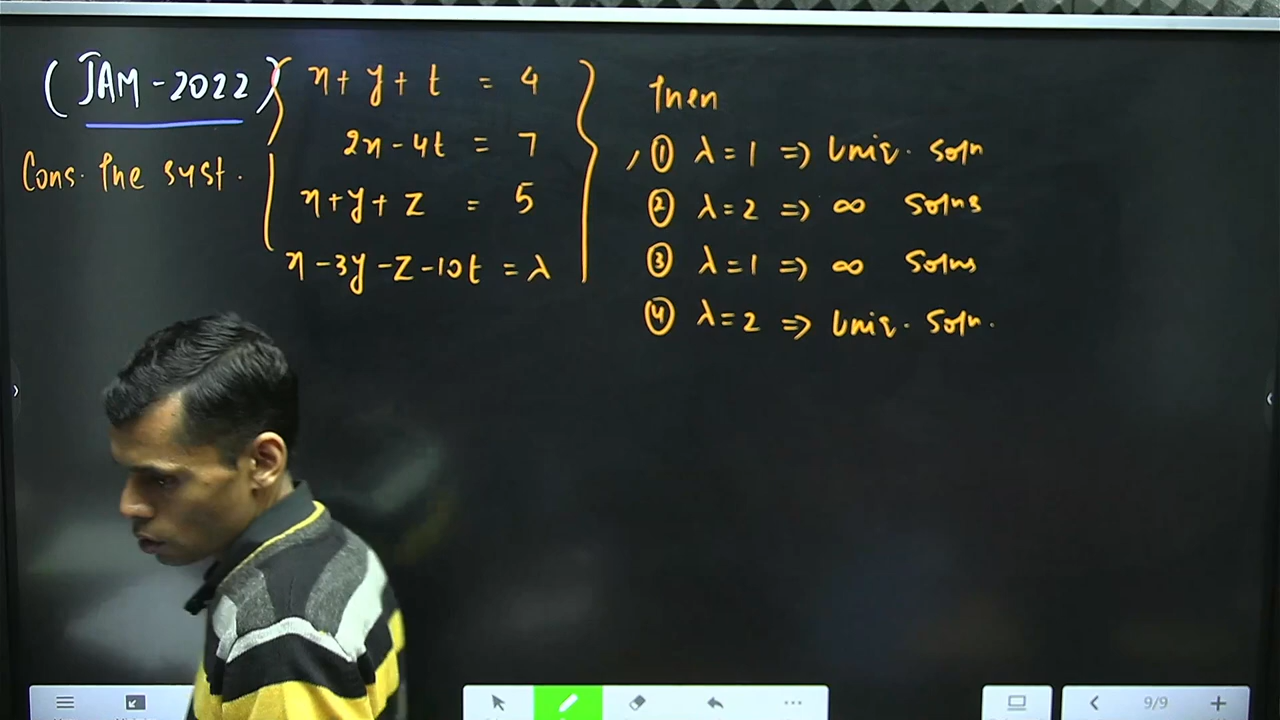 (JAM-2022)
Cons. the syst.
x + y + t = 4
2x - 4t = 7
x + y + z = 5
x - 3y - z - 10t = λ
then
① λ = 1 => Uniq. Soln
② λ = 2 => ∞ Solns
③ λ = 1 => ∞ Solns
④ λ = 2 => Uniq. Soln.
9/9